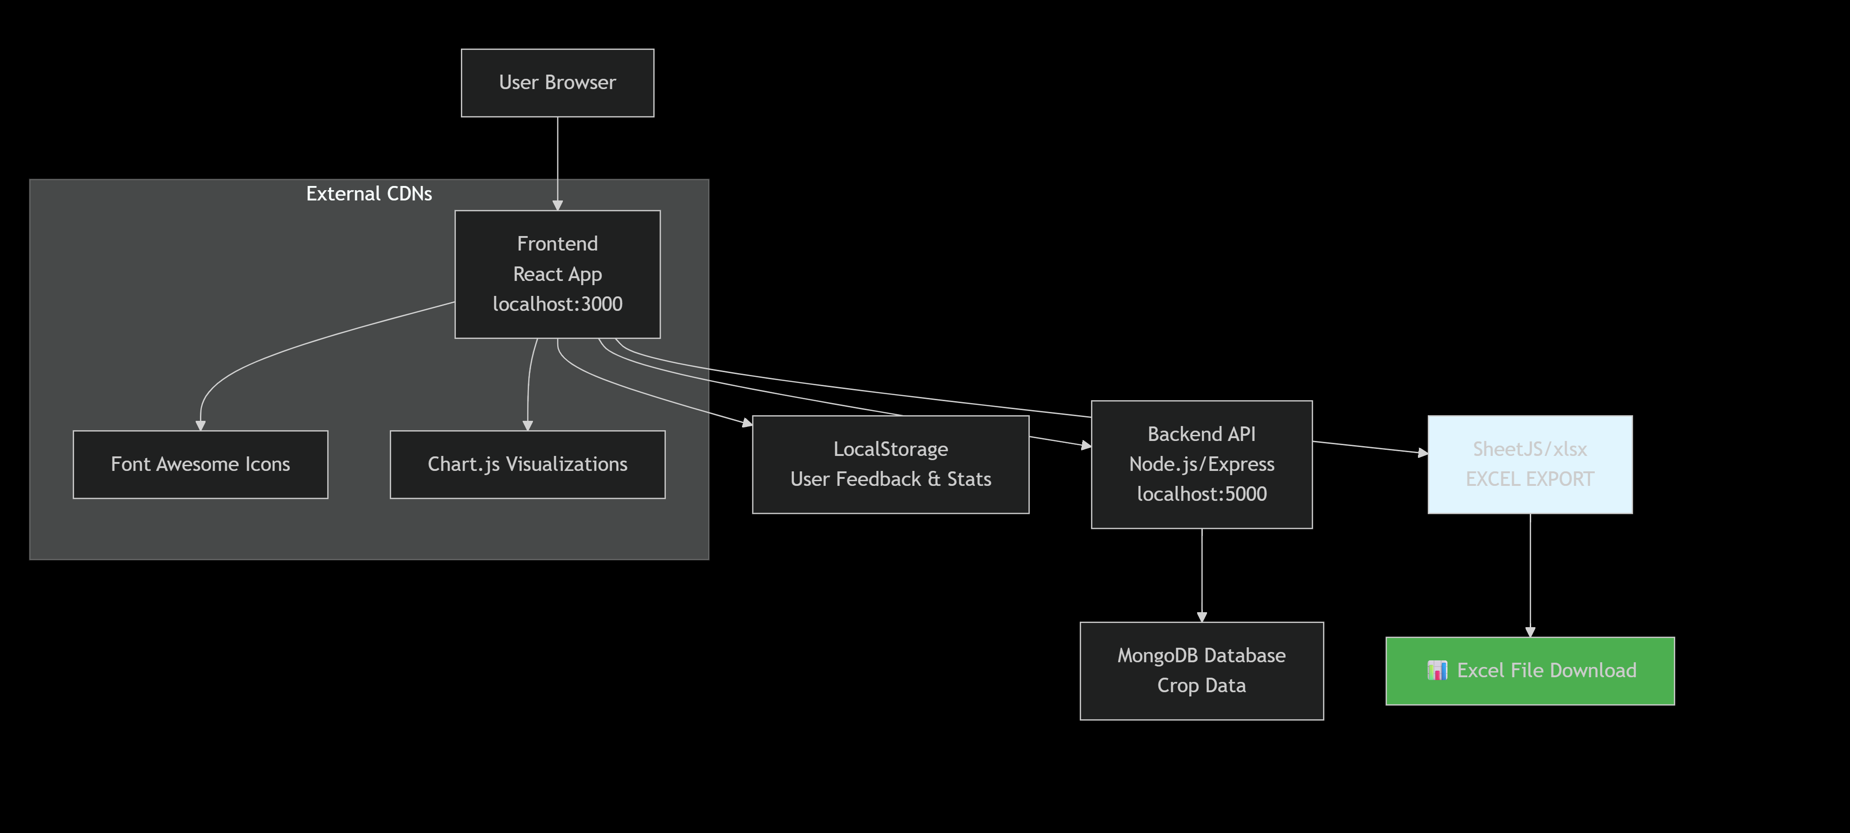 User Browser
External CDNs
Frontend
React App
localhost:3000
Font Awesome Icons
Chart.js Visualizations
LocalStorage
User Feedback & Stats
Backend API
Node.js/Express
localhost:5000
SheetJS/xlsx
EXCEL EXPORT
MongoDB Database
Crop Data
📊 Excel File Download